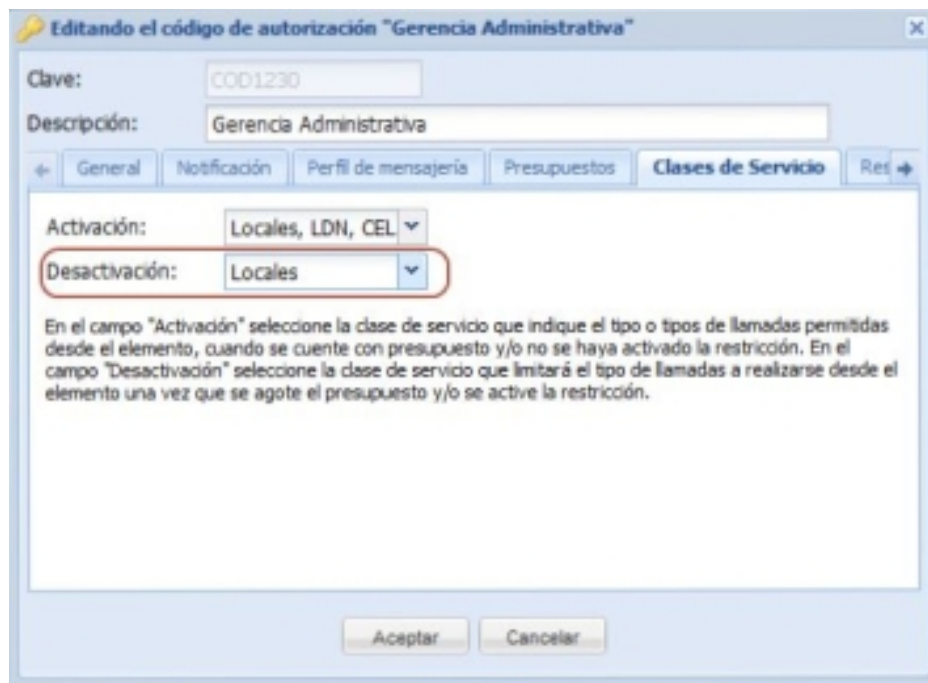 Editando el código de autorización "Gerencia Administrativa"
Clave: COD1230
Descripción: Gerencia Administrativa
General Notificación Perfil de mensajería Presupuestos Clases de Servicio Res
Activación: Locales, LDN, CEL
Desactivación: Locales
En el campo "Activación" seleccione la clase de servicio que indique el tipo o tipos de llamadas permitidas
desde el elemento, cuando se cuente con presupuesto y/o no se haya activado la restricción. En el
campo "Desactivación" seleccione la clase de servicio que limitará el tipo de llamadas a realizarse desde el
elemento una vez que se agote el presupuesto y/o se active la restricción.
Aceptar Cancelar